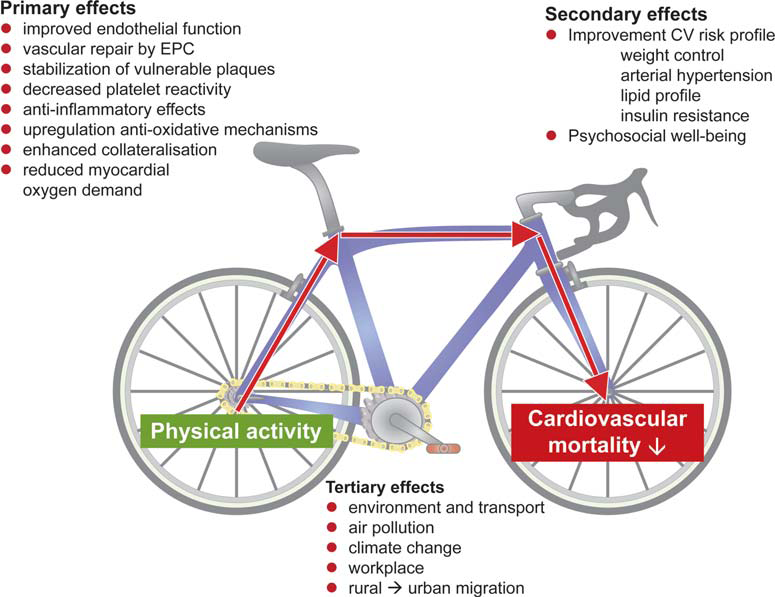 Primary effects
improved endothelial function
vascular repair by EPC
stabilization of vulnerable plaques
decreased platelet reactivity
anti-inflammatory effects
upregulation anti-oxidative mechanisms
enhanced collateralisation
reduced myocardial
oxygen demand
Secondary effects
Improvement CV risk profile
weight control
arterial hypertension
lipid profile
insulin resistance
Psychosocial well-being
Physical activity
Cardiovascular
mortality ↓
Tertiary effects
environment and transport
air pollution
climate change
workplace
rural → urban migration